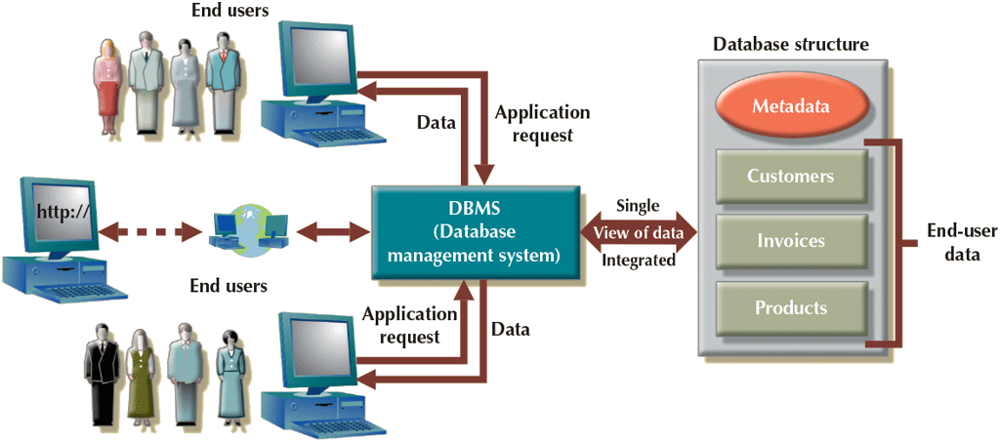 End users
Data
Application
request
http://
DBMS
(Database
management system)
Single
View of data
Integrated
Database structure
Metadata
Customers
Invoices
Products
End-user
data
End users
Application
request
Data